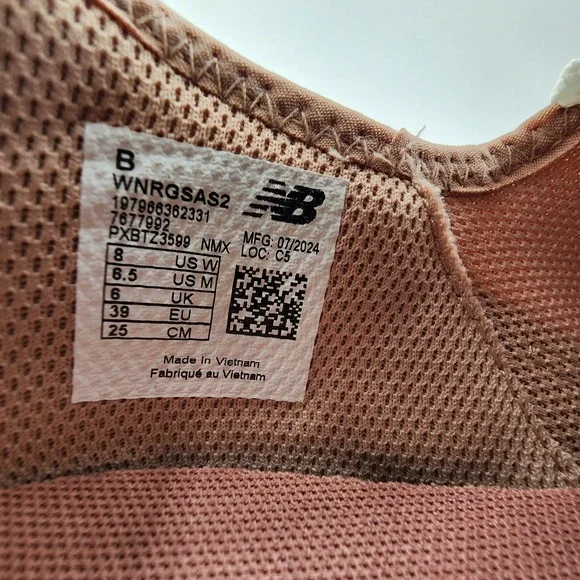 B
WNRGSAS2
197966362331
7677992
PXBTZ3599 NMX
NB
MFG: 07/2024
LOC: C5
8 US W
6.5 US M
6 UK
39 EU
25 CM
Made In Vietnam
Fabriqué au Vietnam